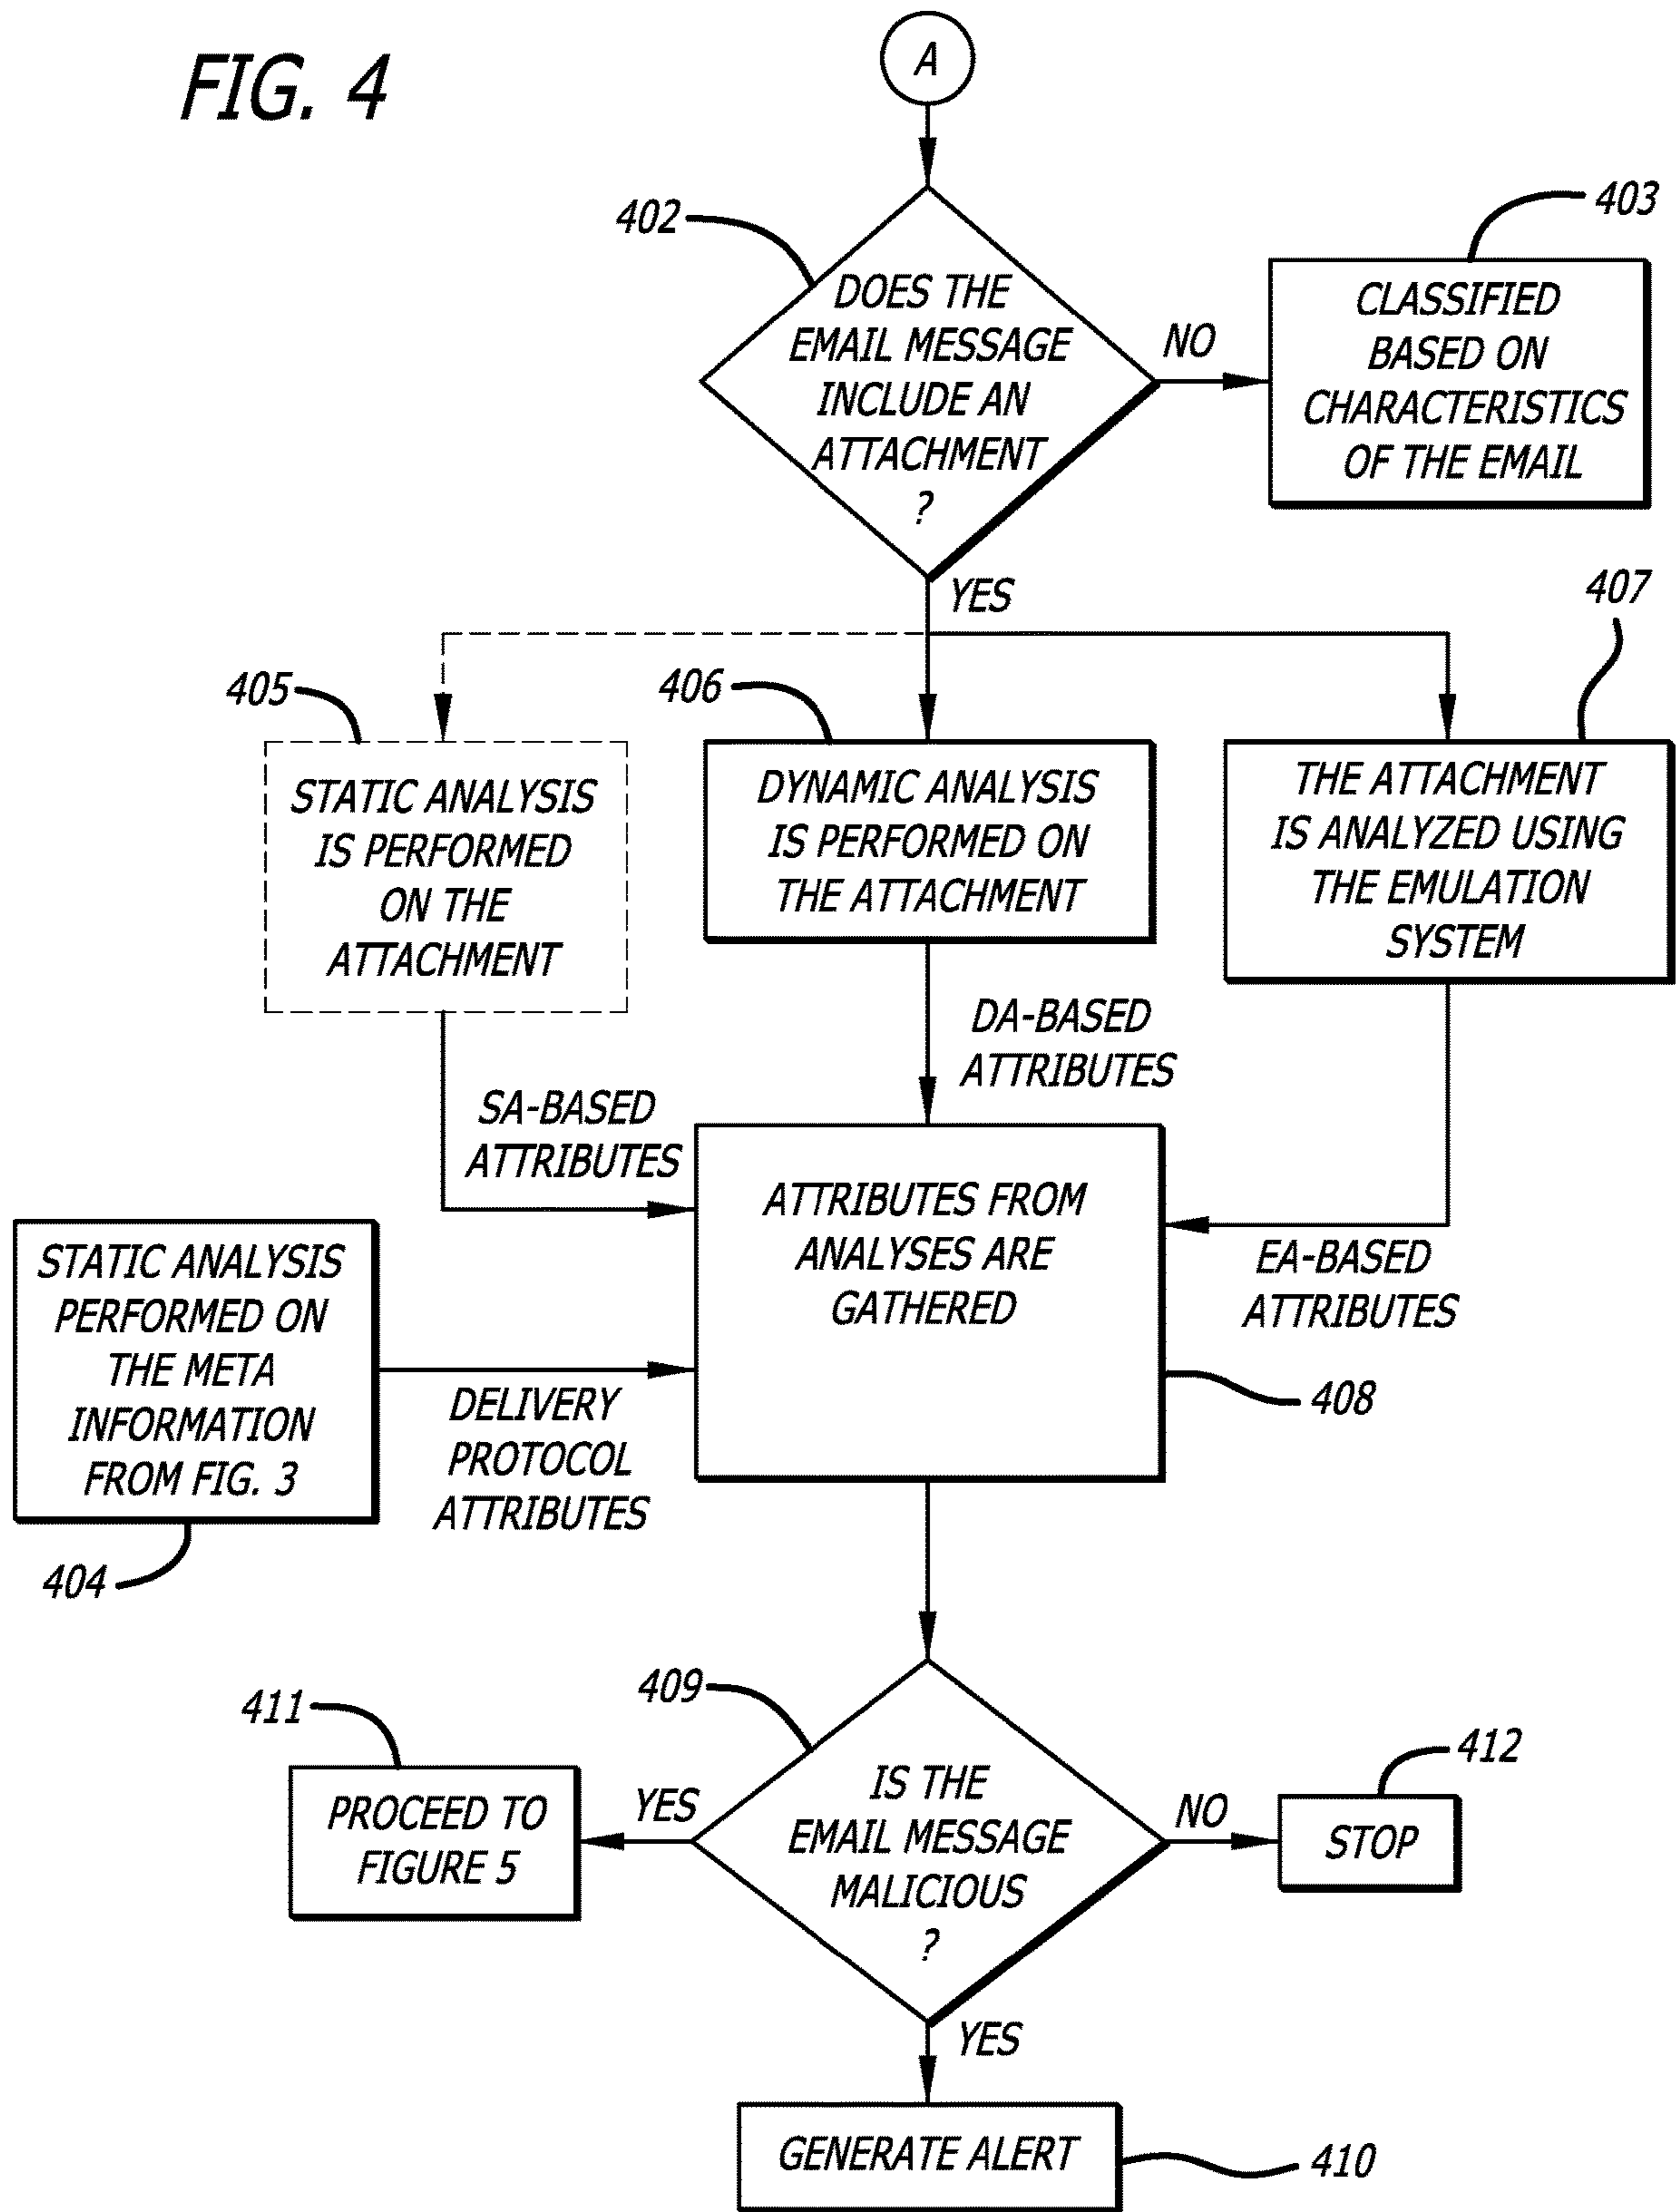 FIG. 4
A
402
DOES THE
EMAIL MESSAGE
INCLUDE AN
ATTACHMENT
?
NO
403
CLASSIFIED
BASED ON
CHARACTERISTICS
OF THE EMAIL
YES
405
STATIC ANALYSIS
IS PERFORMED
ON THE
ATTACHMENT
406
DYNAMIC ANALYSIS
IS PERFORMED ON
THE ATTACHMENT
407
THE ATTACHMENT
IS ANALYZED USING
THE EMULATION
SYSTEM
SA-BASED
ATTRIBUTES
DA-BASED
ATTRIBUTES
EA-BASED
ATTRIBUTES
STATIC ANALYSIS
PERFORMED ON
THE META
INFORMATION
FROM FIG. 3
404
DELIVERY
PROTOCOL
ATTRIBUTES
ATTRIBUTES FROM
ANALYSES ARE
GATHERED
408
409
IS THE
EMAIL MESSAGE
MALICIOUS
?
YES
411
PROCEED TO
FIGURE 5
NO
412
STOP
YES
GENERATE ALERT
410